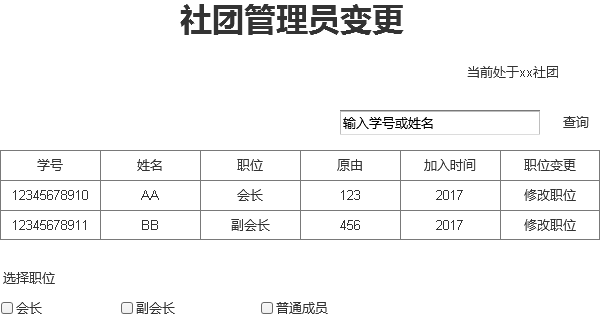 社团管理员变更
当前处于xx社团
输入学号或姓名 查询
学号 姓名 职位 原由 加入时间 职位变更
12345678910 AA 会长 123 2017 修改职位
12345678911 BB 副会长 456 2017 修改职位
选择职位
会长 副会长 普通成员